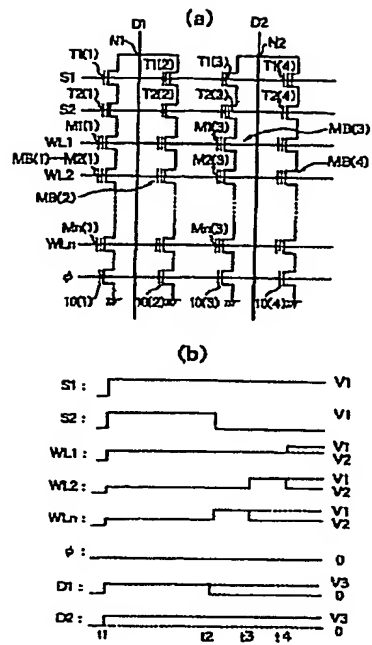 (a)
D1 D2
N1 N2
T1(1) T1(2) T1(3) T1(4)
S1
T2(1) T2(2) T2(3) T2(4)
S2
M1(1) M1(3) MB(3)
WL1
MB(1) M2(1) M2(3) MB(4)
WL2
MB(2)
Mn(1) Mn(3)
WLn
φ
10(1) 10(2) 10(3) 10(4)
(b)
S1: V1
S2: V1
WL1: V1
V2
WL2: V1
V2
WLn: V1
V2
φ: 0
D1: V3
0
D2: V3
0
t1 t2 t3 t4